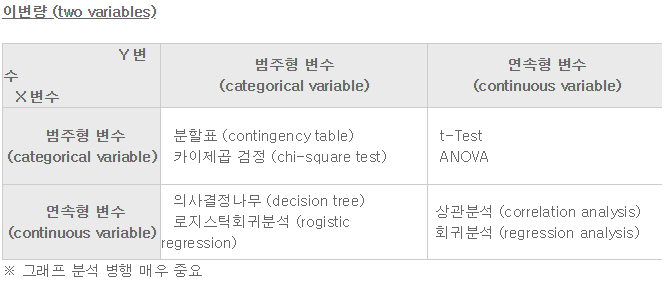 이변량 (two variables)
Y변
수
X변수
범주형 변수
(categorical variable)
연속형 변수
(continuous variable)
범주형 변수
(categorical variable)
분할표 (contingency table)
카이제곱 검정 (chi-square test)
t-Test
ANOVA
연속형 변수
(continuous variable)
의사결정나무 (decision tree)
로지스틱회귀분석 (rogistic
regression)
상관분석 (correlation analysis)
회귀분석 (regression analysis)
※ 그래프 분석 병행 매우 중요